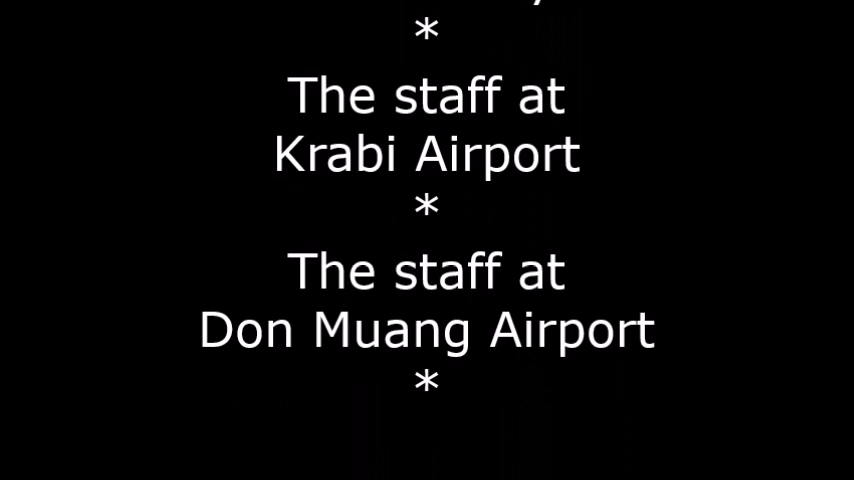 *
The staff at
Krabi Airport
*
The staff at
Don Muang Airport
*